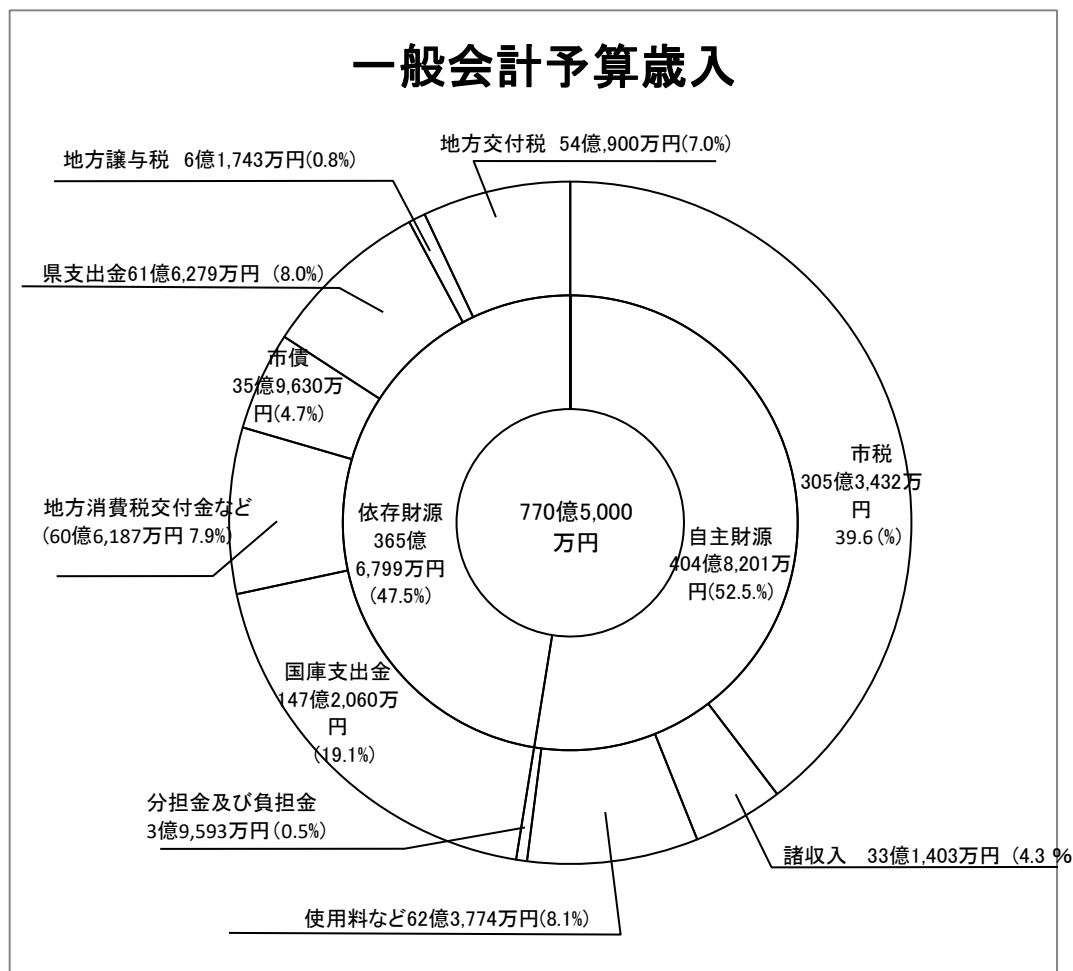 一般会計予算歳入
地方交付税 54億,900万円(7.0%)
地方譲与税 6億1,743万円(0.8%)
県支出金61億6,279万円 (8.0%)
市債
35億9,630万
円(4.7%)
地方消費税交付金など
(60億6,187万円 7.9%)
市税
305億3,432万
円
39.6(%)
770億5,000
万円
依存財源
365億
6,799万円
(47.5%)
自主財源
404億8,201万
円(52.5.%)
国庫支出金
147億2,060万
円
(19.1%)
分担金及び負担金
3億9,593万円(0.5%)
諸収入 33億1,403万円 (4.3 %
使用料など62億3,774万円(8.1%)